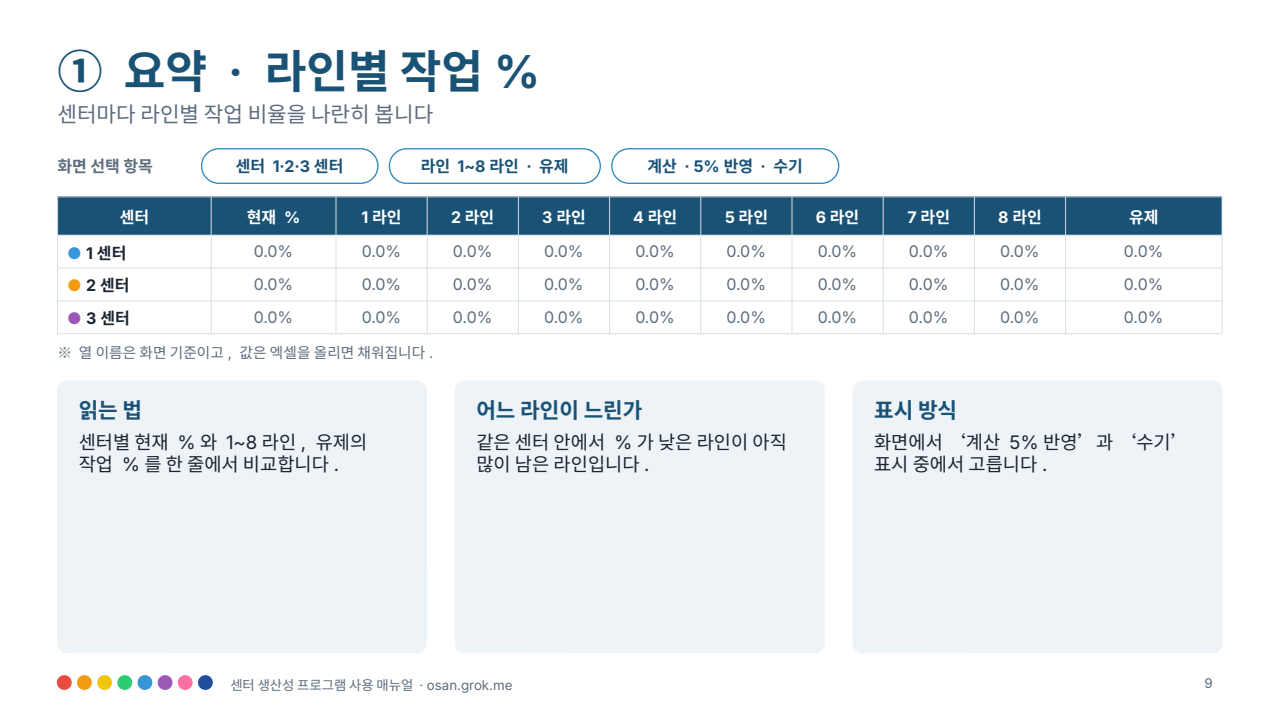 ① 요약 · 라인별 작업 %
센터마다 라인별 작업 비율을 나란히 봅니다
화면 선택 항목 센터 1·2·3 센터 라인 1~8 라인 · 유제 계산 · 5% 반영 · 수기
센터 현재 % 1 라인 2 라인 3 라인 4 라인 5 라인 6 라인 7 라인 8 라인 유제
1 센터 0.0% 0.0% 0.0% 0.0% 0.0% 0.0% 0.0% 0.0% 0.0% 0.0%
2 센터 0.0% 0.0% 0.0% 0.0% 0.0% 0.0% 0.0% 0.0% 0.0% 0.0%
3 센터 0.0% 0.0% 0.0% 0.0% 0.0% 0.0% 0.0% 0.0% 0.0% 0.0%
※ 열 이름은 화면 기준이고 , 값은 엑셀을 올리면 채워집니다 .
읽는 법
센터별 현재 % 와 1~8 라인 , 유제의
작업 % 를 한 줄에서 비교합니다 .
어느 라인이 느린가
같은 센터 안에서 % 가 낮은 라인이 아직
많이 남은 라인입니다 .
표시 방식
화면에서 ‘계산 5% 반영’ 과 ‘수기’
표시 중에서 고릅니다 .
센터 생산성 프로그램 사용 매뉴얼 · osan.grok.me 9